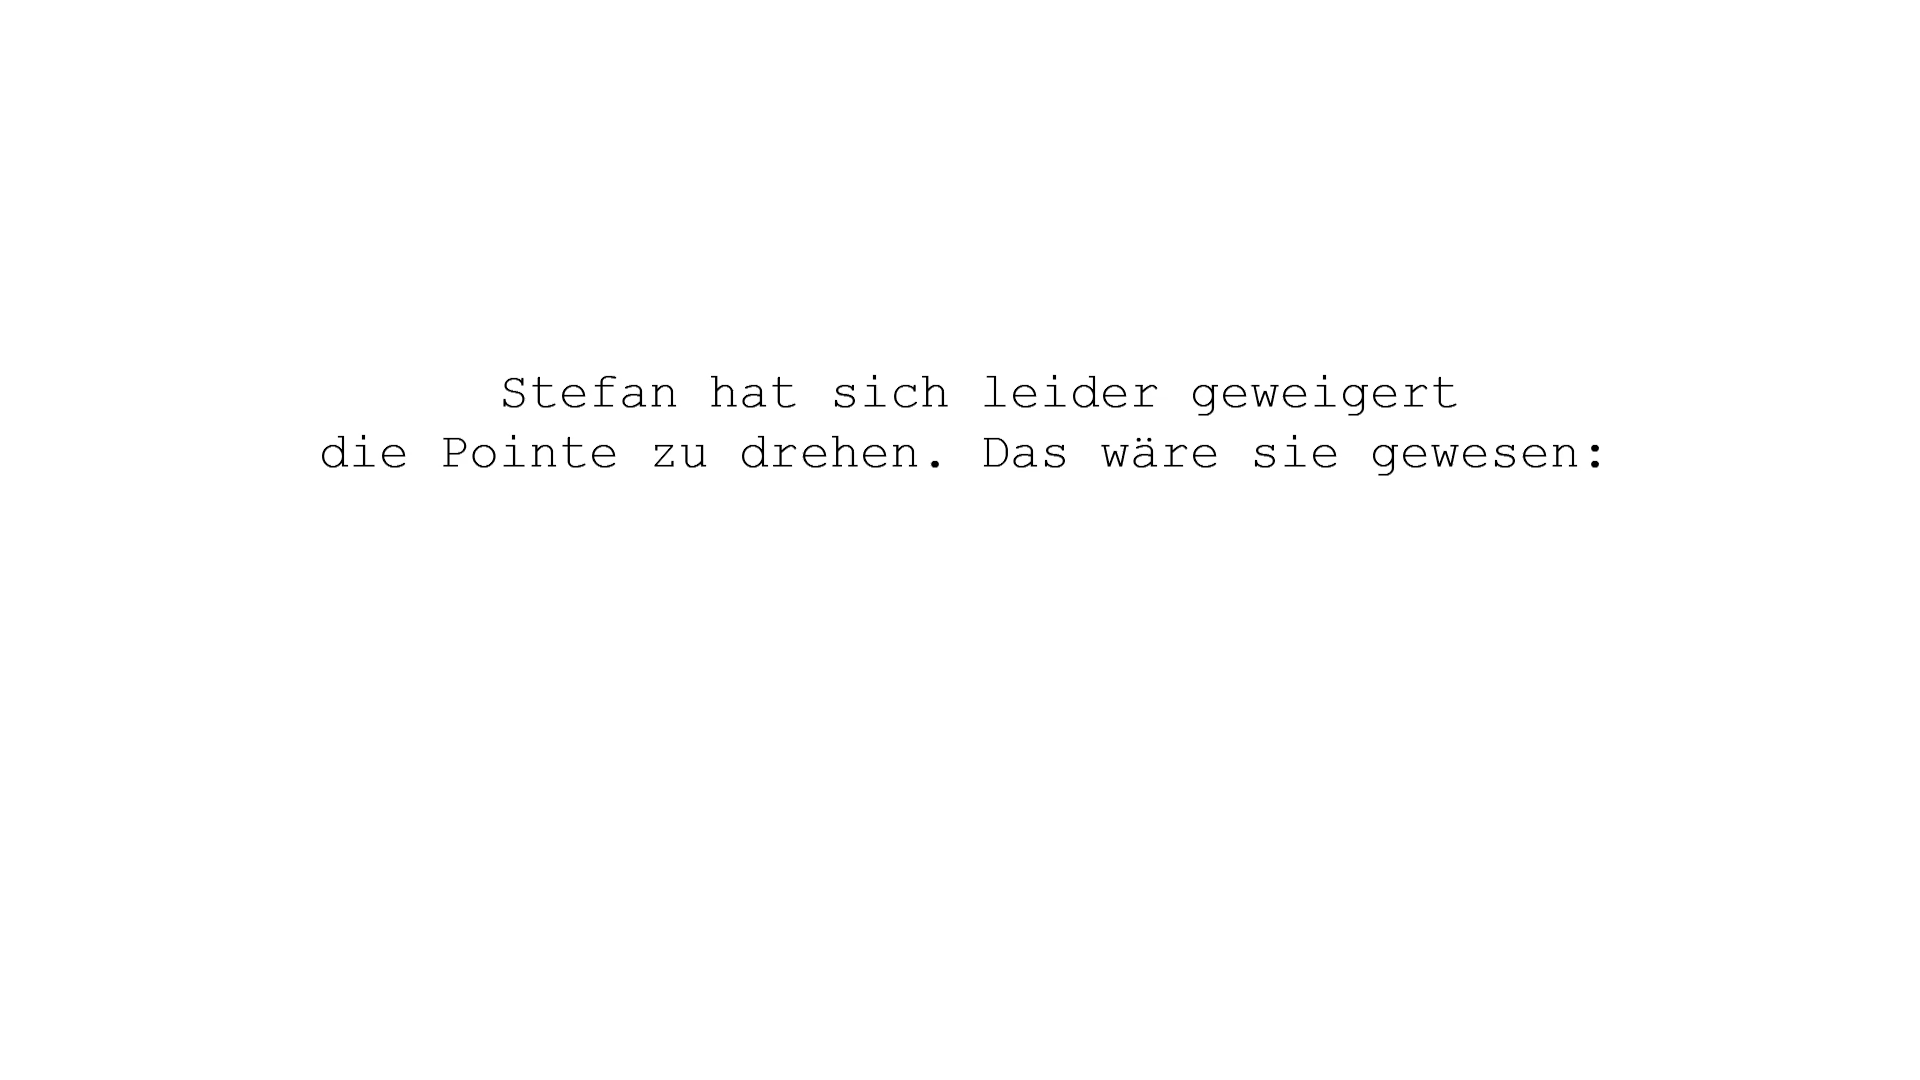 Stefan hat sich leider geweigert
die Pointe zu drehen. Das wäre sie gewesen: